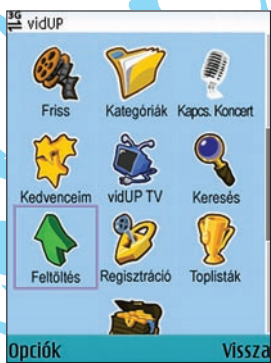 3G vidUP
Friss Kategóriák Kapcs. Koncert
Kedvenceim vidUP TV Keresés
Feltöltés Regisztráció Toplisták
Opciók Vissza